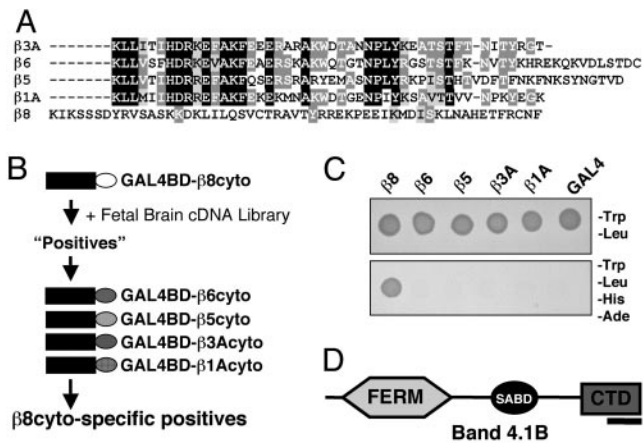 A
β3A -------KLLITIHDRKEFAKFEEERARAKWDTANNPLYKEATSTFT-NITYRGT-
β6 -------KLLVSFHDRKEVAKFEAERSKAKWQTGTNPLYRGSTSTFK-NVTYKHREKQKVDLSTDC
β5 -------KLLVTIHDRREFAKFQSERSRARYEMASNPLYRKPISTHTVDFTFNKFNKSYNGTVD
β1A -------KLLMIIHDRREFAKFEKEKMNAKWDTGENPIYKSAVTTVV-NPKYEGK
β8 KIKSSSDYRVSASKKDKLILQSVCTRAVTYRREKPEEIKMDISKLNAHETFRCNF
B
GAL4BD-β8cyto
+ Fetal Brain cDNA Library
"Positives"
GAL4BD-β6cyto
GAL4BD-β5cyto
GAL4BD-β3Acyto
GAL4BD-β1Acyto
β8cyto-specific positives
C
β8 β6 β5 β3A β1A GAL4
-Trp
-Leu
-Trp
-Leu
-His
-Ade
D
FERM SABD CTD
Band 4.1B